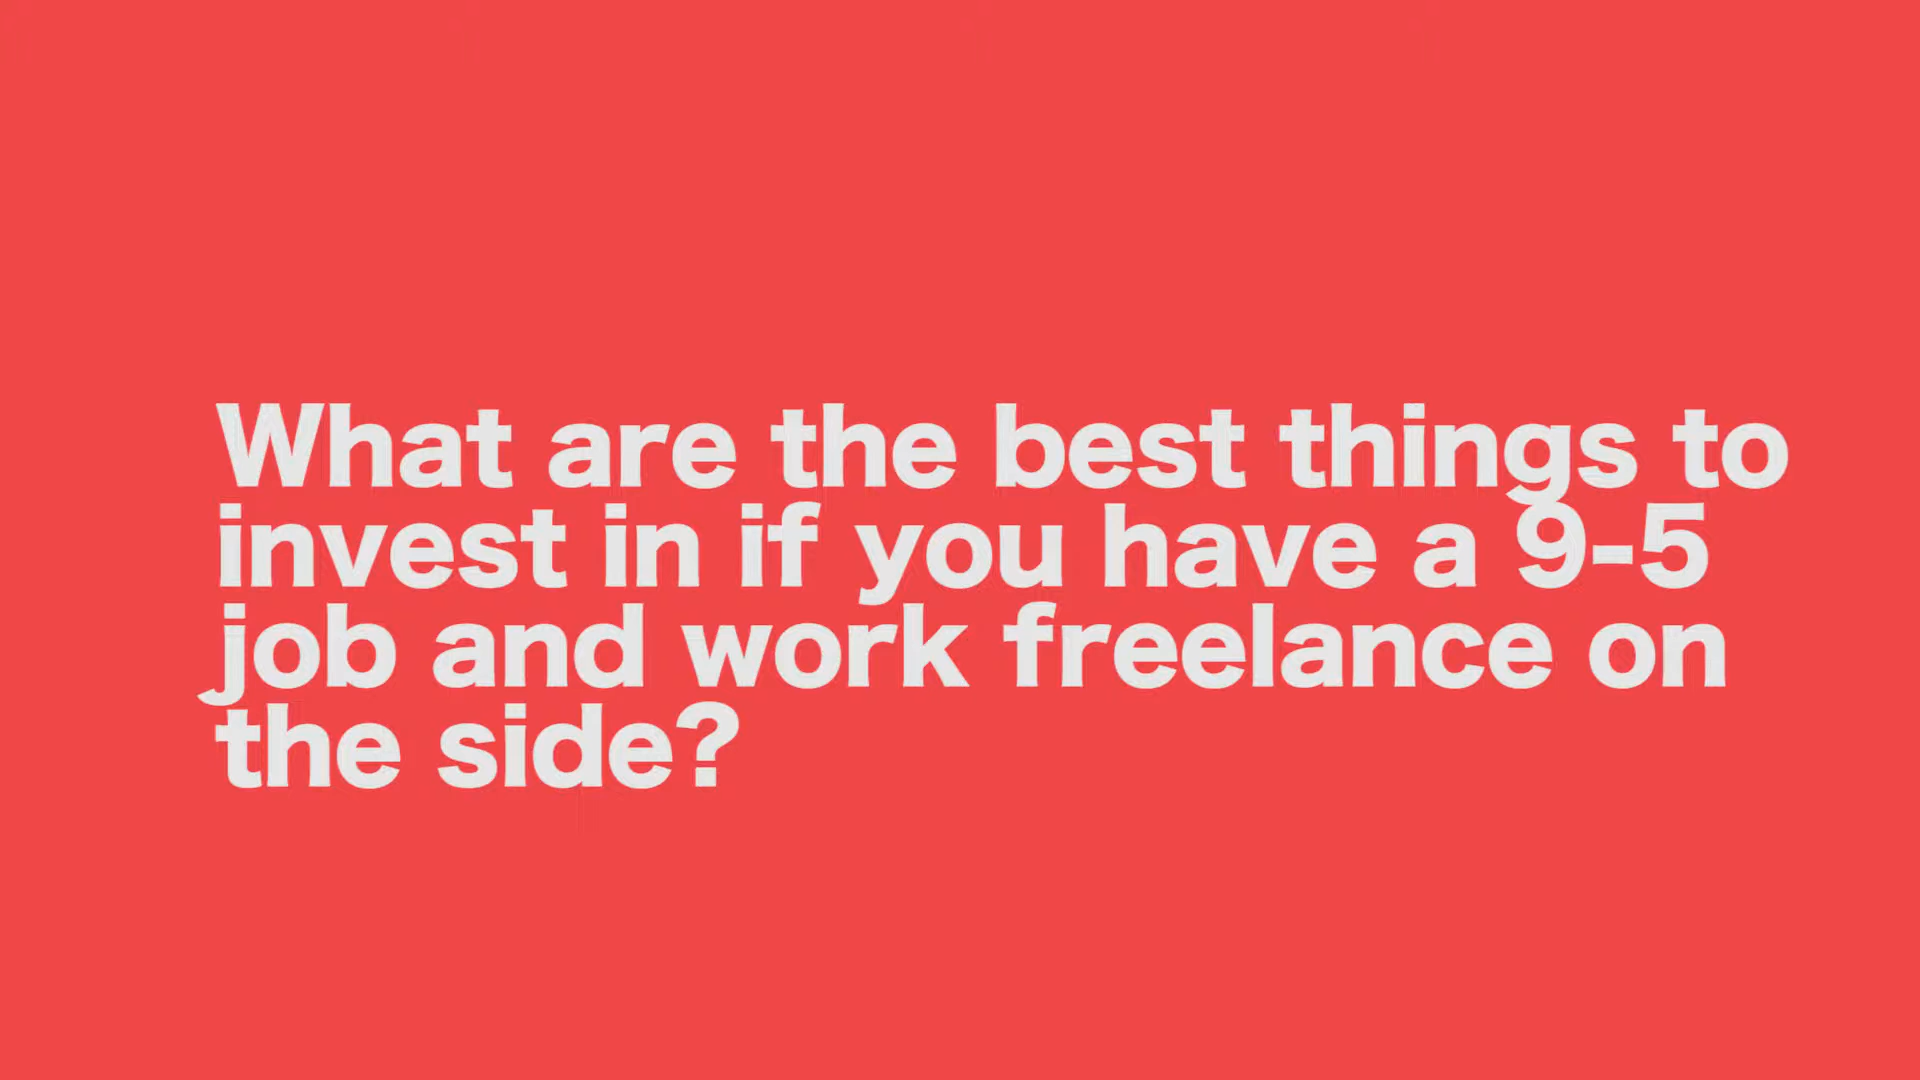 What are the best things to
invest in if you have a 9-5
job and work freelance on
the side?